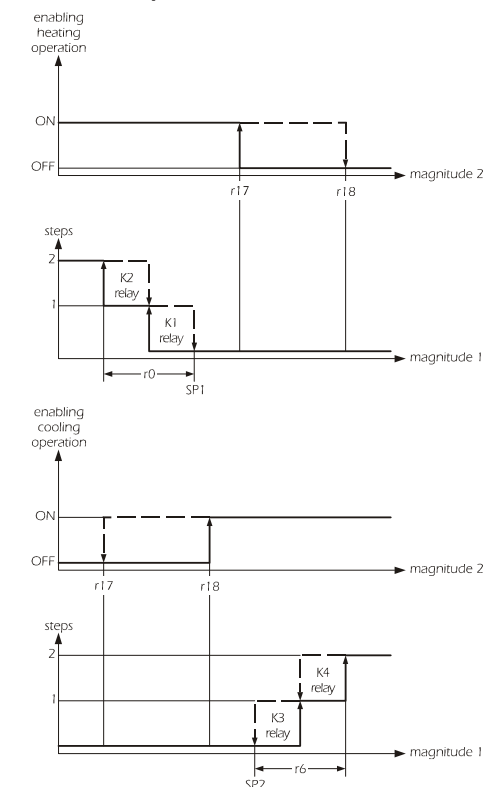 enabling
heating
operation
ON
OFF
magnitude 2
r17
r18
steps
2
K2
relay
1
K1
relay
magnitude 1
r0
SP1
enabling
cooling
operation
ON
OFF
magnitude 2
r17
r18
steps
2
K4
relay
1
K3
relay
magnitude 1
r6
SP2